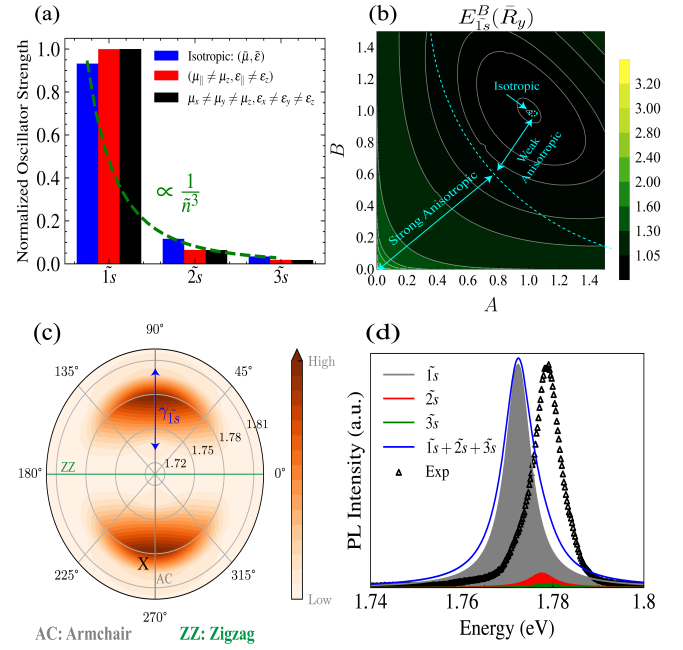 (a)
Normalized Oscillator Strength
1.0
0.8
0.6
0.4
0.2
0.0
Isotropic: (μ̄, ε̄)
(μ∥ ≠ μz, ε∥ ≠ εz)
μx ≠ μy ≠ μz, εx ≠ εy ≠ εz
∝ 1/ñ³
1̃s
2̃s
3̃s
(b)
E^B_1̃s(R̄y)
B
1.4
1.2
1.0
0.8
0.6
0.4
0.2
0.0
Isotropic
Weak
Anisotropic
Strong Anisotropic
0.0 0.2 0.4 0.6 0.8 1.0 1.2 1.4
A
3.20
2.80
2.40
2.00
1.60
1.30
1.05
(c)
90°
135°
45°
180°
0°
225°
315°
270°
γ1̃s
1.81
1.78
1.75
1.72
ZZ
X
AC
High
Low
AC: Armchair
ZZ: Zigzag
(d)
PL Intensity (a.u.)
1̃s
2̃s
3̃s
1̃s + 2̃s + 3̃s
Exp
1.74
1.76
1.78
1.8
Energy (eV)